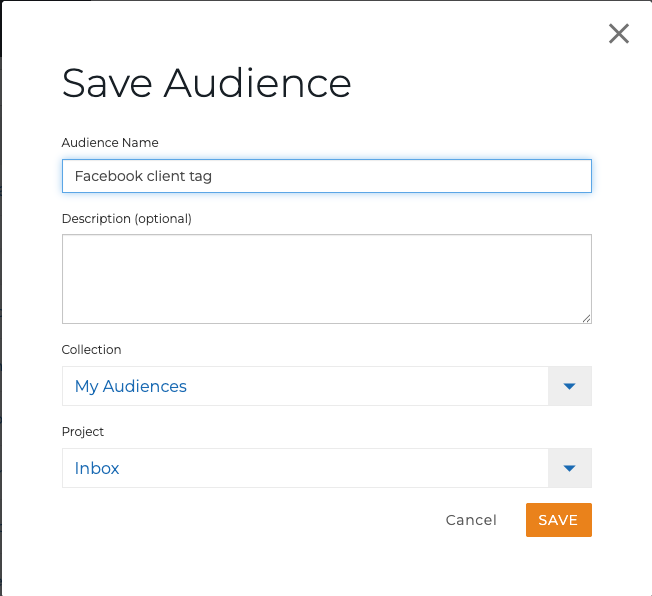 Save Audience
Audience Name
Facebook client tag
Description (optional)
Collection
My Audiences
Project
Inbox
Cancel
SAVE